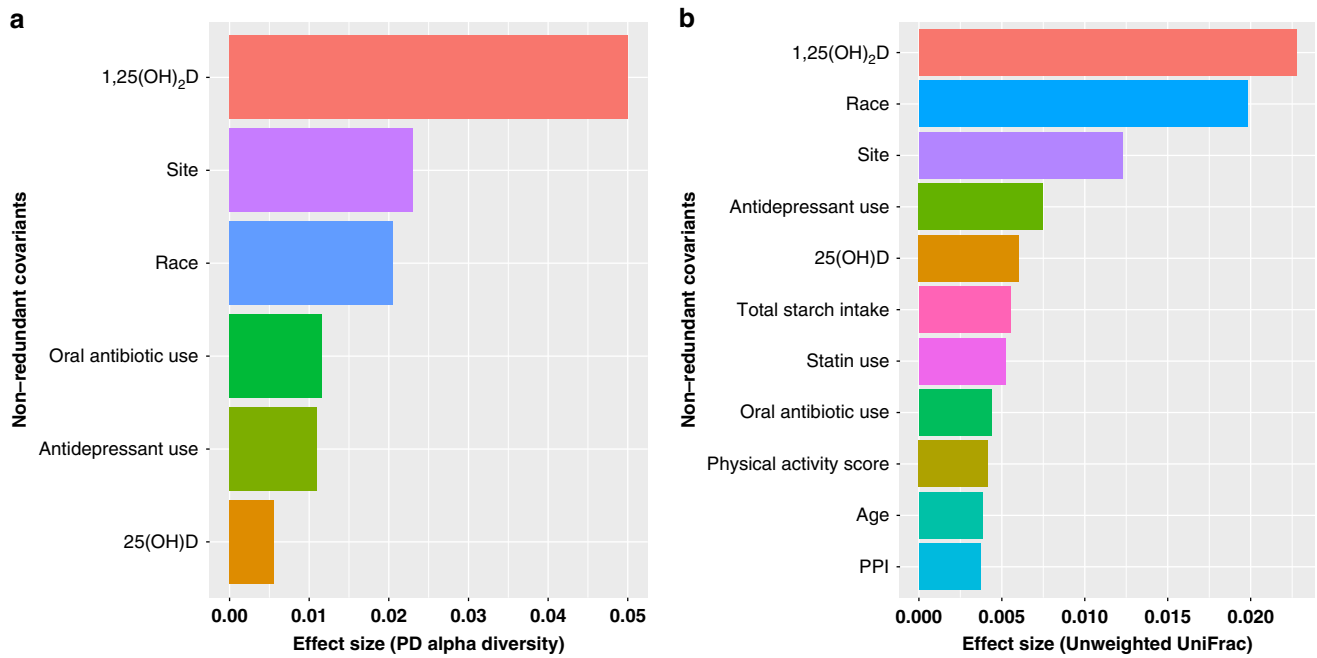 a
1,25(OH)2D
Site
Race
Oral antibiotic use
Antidepressant use
25(OH)D
Non–redundant covariants
0.00 0.01 0.02 0.03 0.04 0.05
Effect size (PD alpha diversity)
b
1,25(OH)2D
Race
Site
Antidepressant use
25(OH)D
Total starch intake
Statin use
Oral antibiotic use
Physical activity score
Age
PPI
Non–redundant covariants
0.000 0.005 0.010 0.015 0.020
Effect size (Unweighted UniFrac)